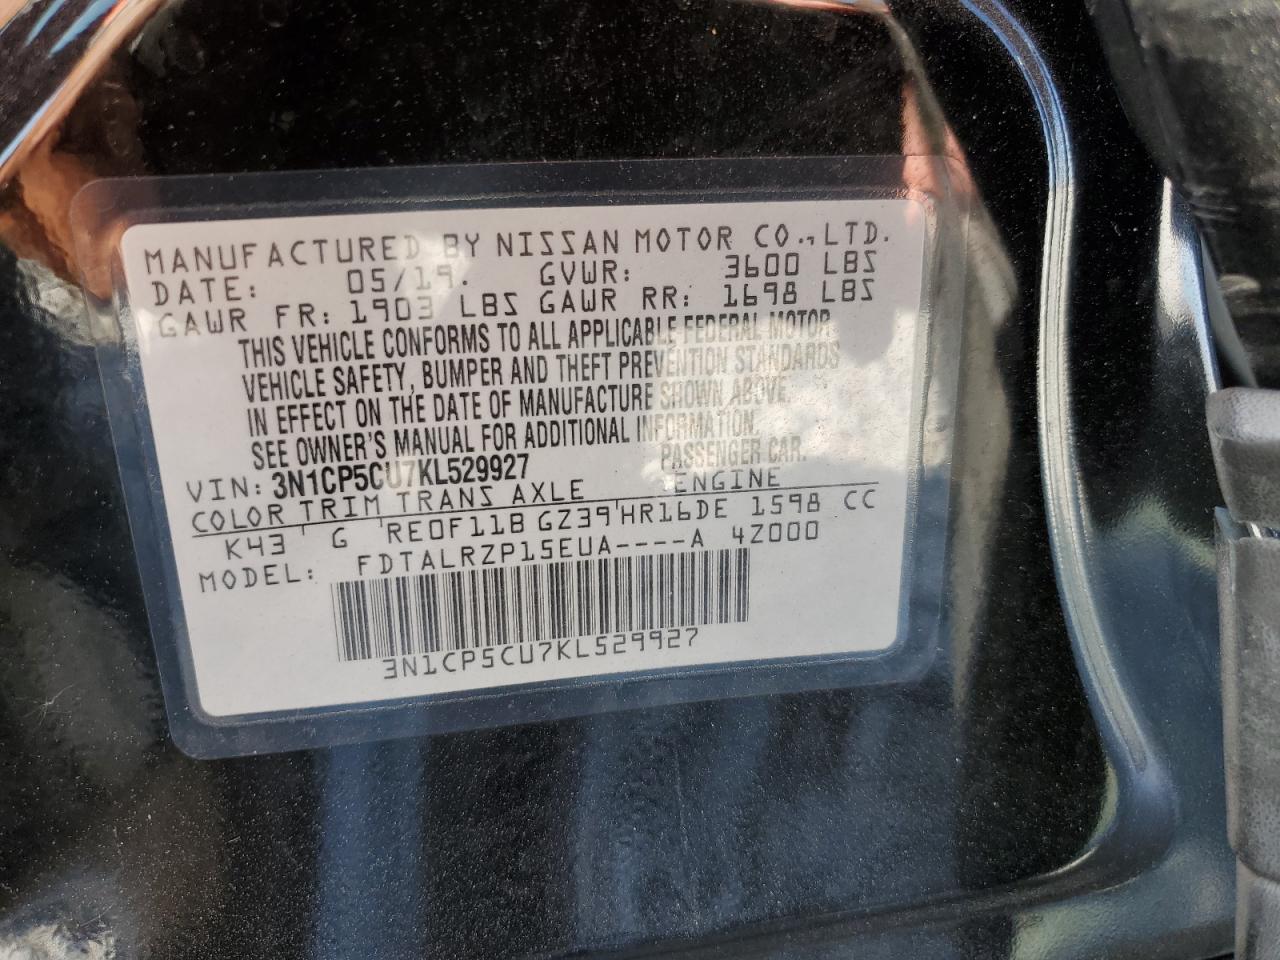 MANUFACTURED BY NISSAN MOTOR CO., LTD.
DATE: 05/19. GVWR: 3600 LBS
GAWR FR: 1903 LBS GAWR RR: 1698 LBS
THIS VEHICLE CONFORMS TO ALL APPLICABLE FEDERAL MOTOR
VEHICLE SAFETY, BUMPER AND THEFT PREVENTION STANDARDS
IN EFFECT ON THE DATE OF MANUFACTURE SHOWN ABOVE.
SEE OWNER'S MANUAL FOR ADDITIONAL INFORMATION.
VIN: 3N1CP5CU7KL529927 PASSENGER CAR.
COLOR TRIM TRANS AXLE ENGINE
K43 G RE0F11B GZ39 HR16DE 1598 CC
MODEL: FDTALRZP15EUA----A 4Z000
3N1CP5CU7KL529927